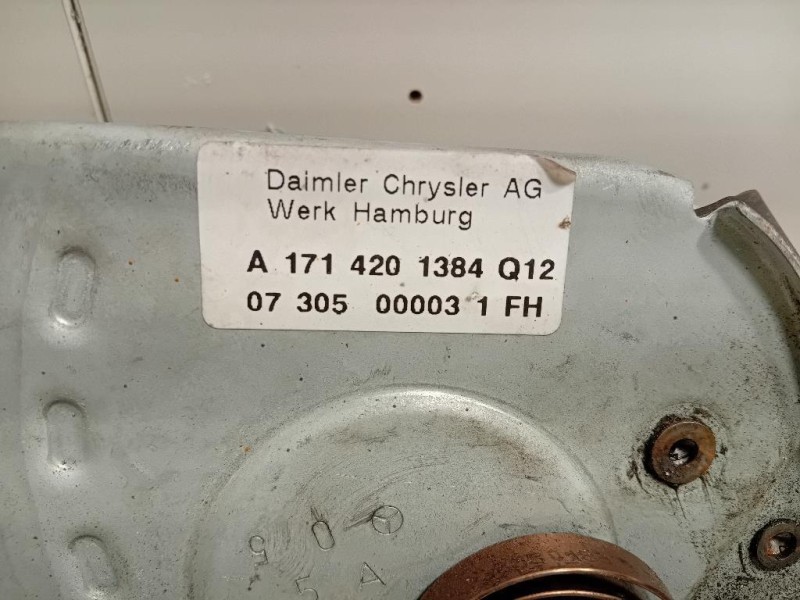 Daimler Chrysler AG
Werk Hamburg
A 171 420 1384 Q12
07 305 00003 1 FH